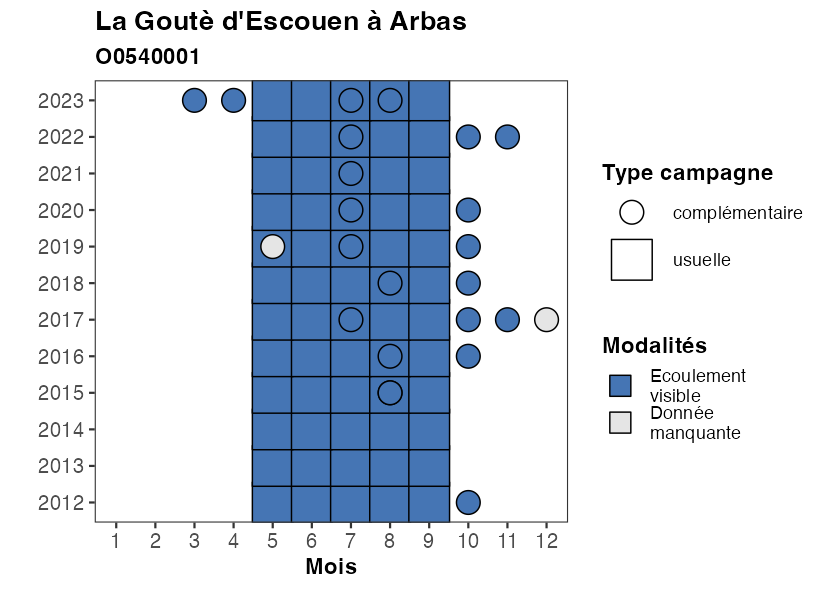 La Goutè d'Escouen à Arbas
O0540001
2023
2022
2021
2020
2019
2018
2017
2016
2015
2014
2013
2012
1 2 3 4 5 6 7 8 9 10 11 12
Mois
Type campagne
complémentaire
usuelle
Modalités
Ecoulement
visible
Donnée
manquante